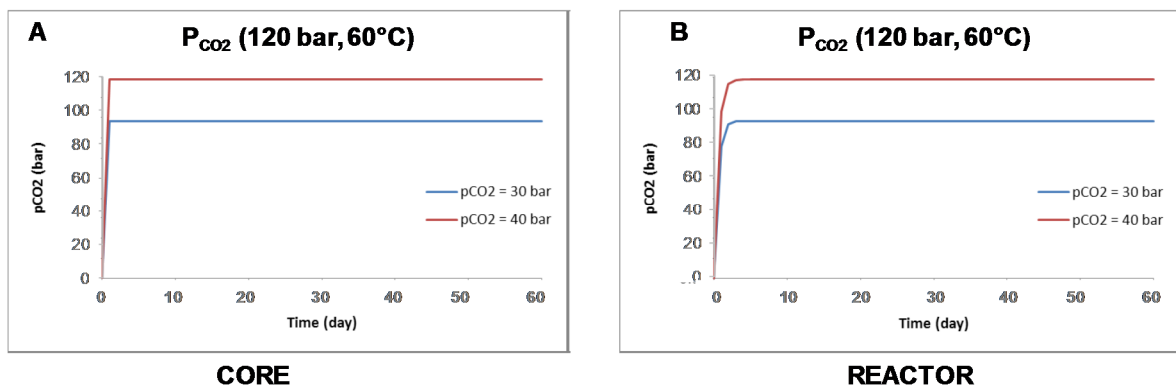 A
P_CO2 (120 bar, 60°C)
120
100
80
60
40
20
0
pCO2 (bar)
pCO2 = 30 bar
pCO2 = 40 bar
0 10 20 30 40 50 60
Time (day)
CORE
B
P_CO2 (120 bar, 60°C)
120
100
80
60
40
20
0
pCO2 (bar)
pCO2 = 30 bar
pCO2 = 40 bar
0 10 20 30 40 50 60
Time (day)
REACTOR